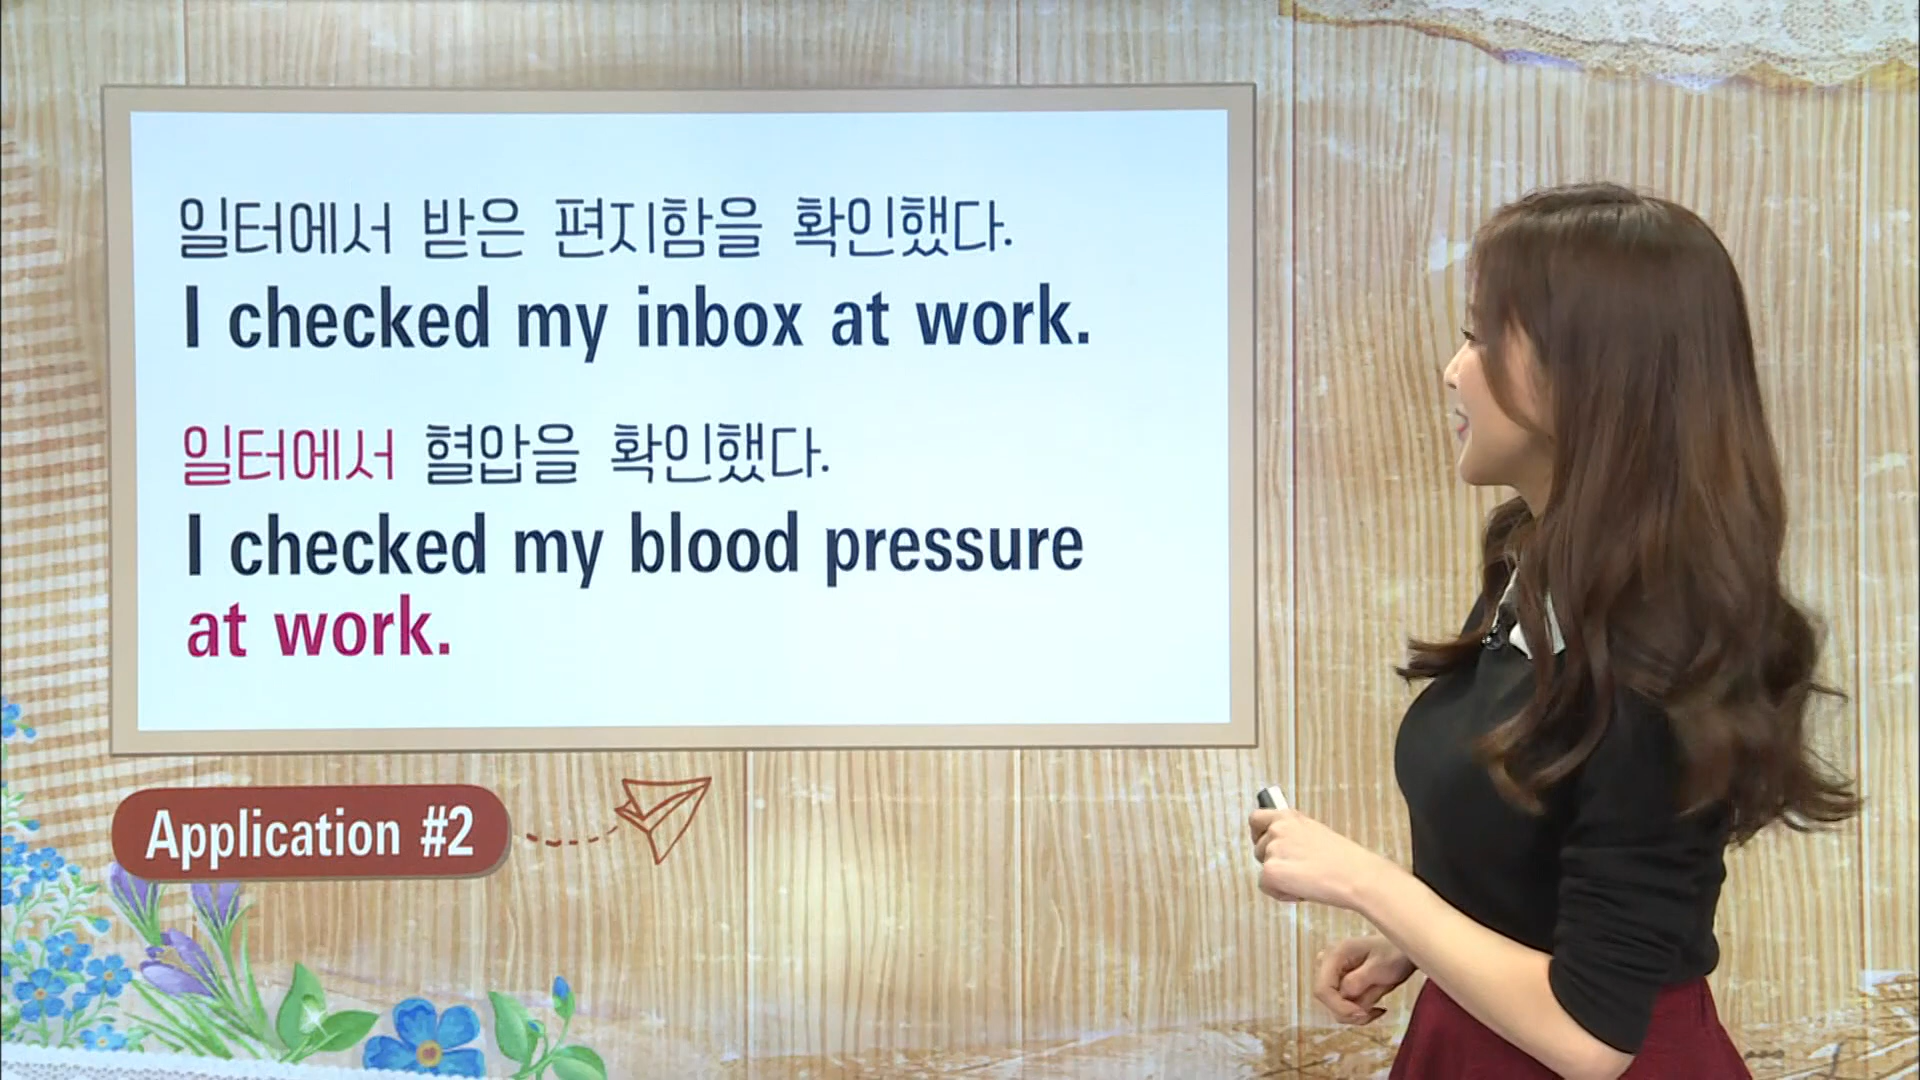 일터에서 받은 편지함을 확인했다.
I checked my inbox at work.
일터에서 혈압을 확인했다.
I checked my blood pressure
at work.
Application #2